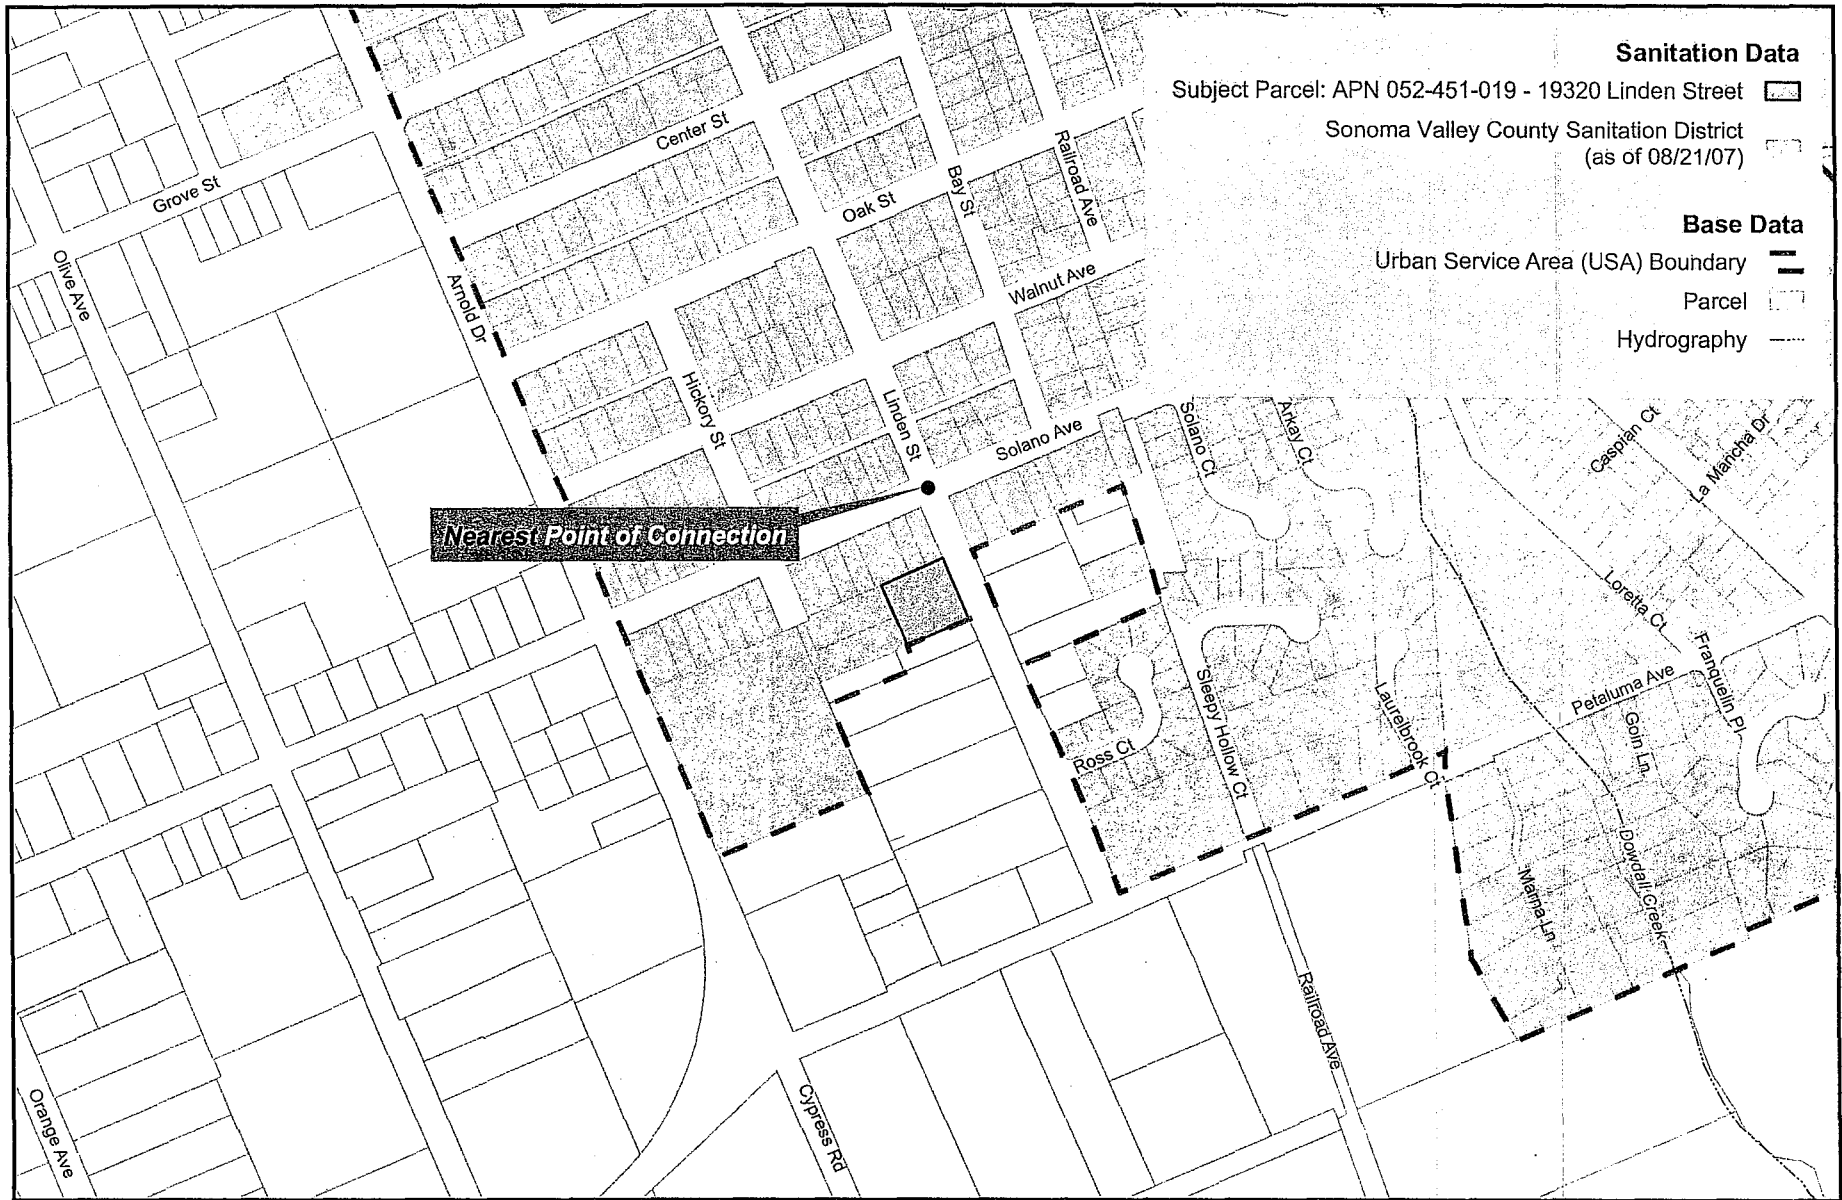 Sanitation Data
Subject Parcel: APN 052-451-019 - 19320 Linden Street
Sonoma Valley County Sanitation District
(as of 08/21/07)
Base Data
Urban Service Area (USA) Boundary
Parcel
Hydrography
Center St
Railroad Ave
Grove St
Bay St
Oak St
Olive Ave
Arnold Dr
Walnut Ave
Hickory St
Linden St
Solano Ave
Solano Ct
Arkay Ct
Caspian Ct
La Mancha Dr
Nearest Point of Connection
Loretta Ct
Franquelin Pl
Petaluma Ave
Sleepy Hollow Ct
Laurelbrook Ct
Goin Ln
Ross Ct
Dowdall Creek
Marina Ln
Railroad Ave
Orange Ave
Cypress Rd